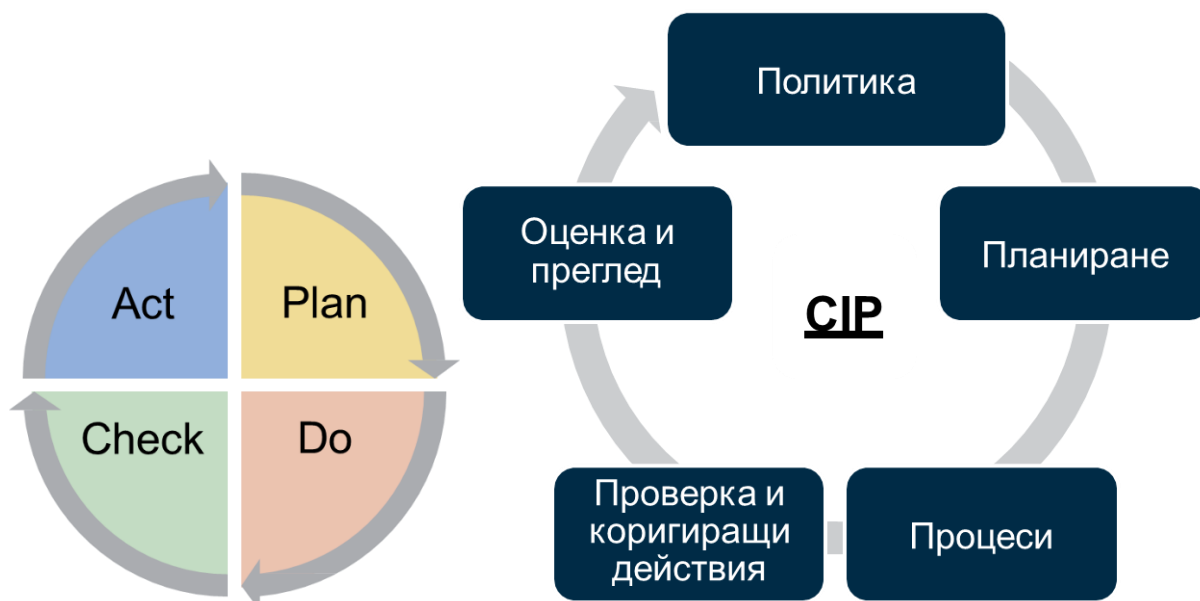 Act
Plan
Check
Do
Политика
Планиране
Процеси
Проверка и
коригиращи
действия
Оценка и
преглед
CIP